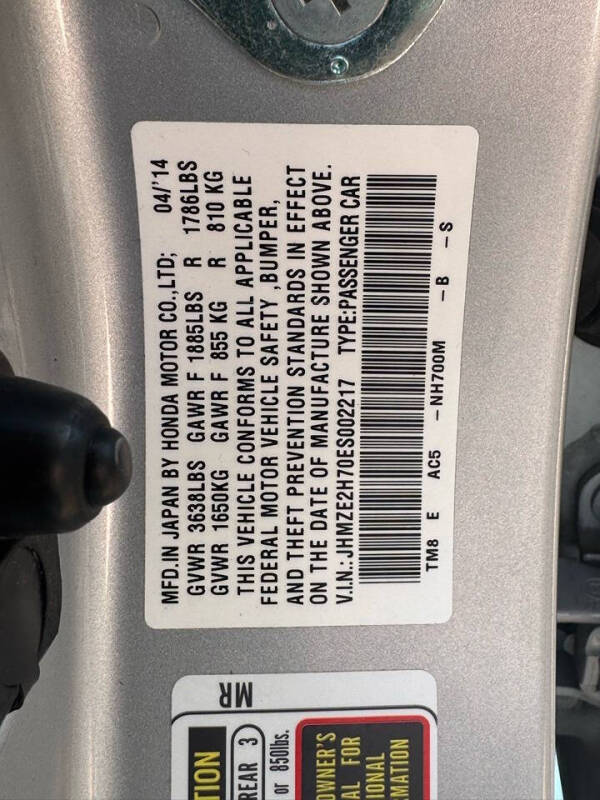 MFD.IN JAPAN BY HONDA MOTOR CO.,LTD; 04/'14
GVWR 3638LBS GAWR F 1885LBS R 1786LBS
GVWR 1650KG GAWR F 855 KG R 810 KG
THIS VEHICLE CONFORMS TO ALL APPLICABLE
FEDERAL MOTOR VEHICLE SAFETY ,BUMPER,
AND THEFT PREVENTION STANDARDS IN EFFECT
ON THE DATE OF MANUFACTURE SHOWN ABOVE.
V.I.N.: JHMZE2H70ES002217 TYPE:PASSENGER CAR
TM8 E AC5 -NH700M -B -S
MR
TION
REAR 3
or 850lbs.
OWNER'S
AL FOR
IONAL
MATION